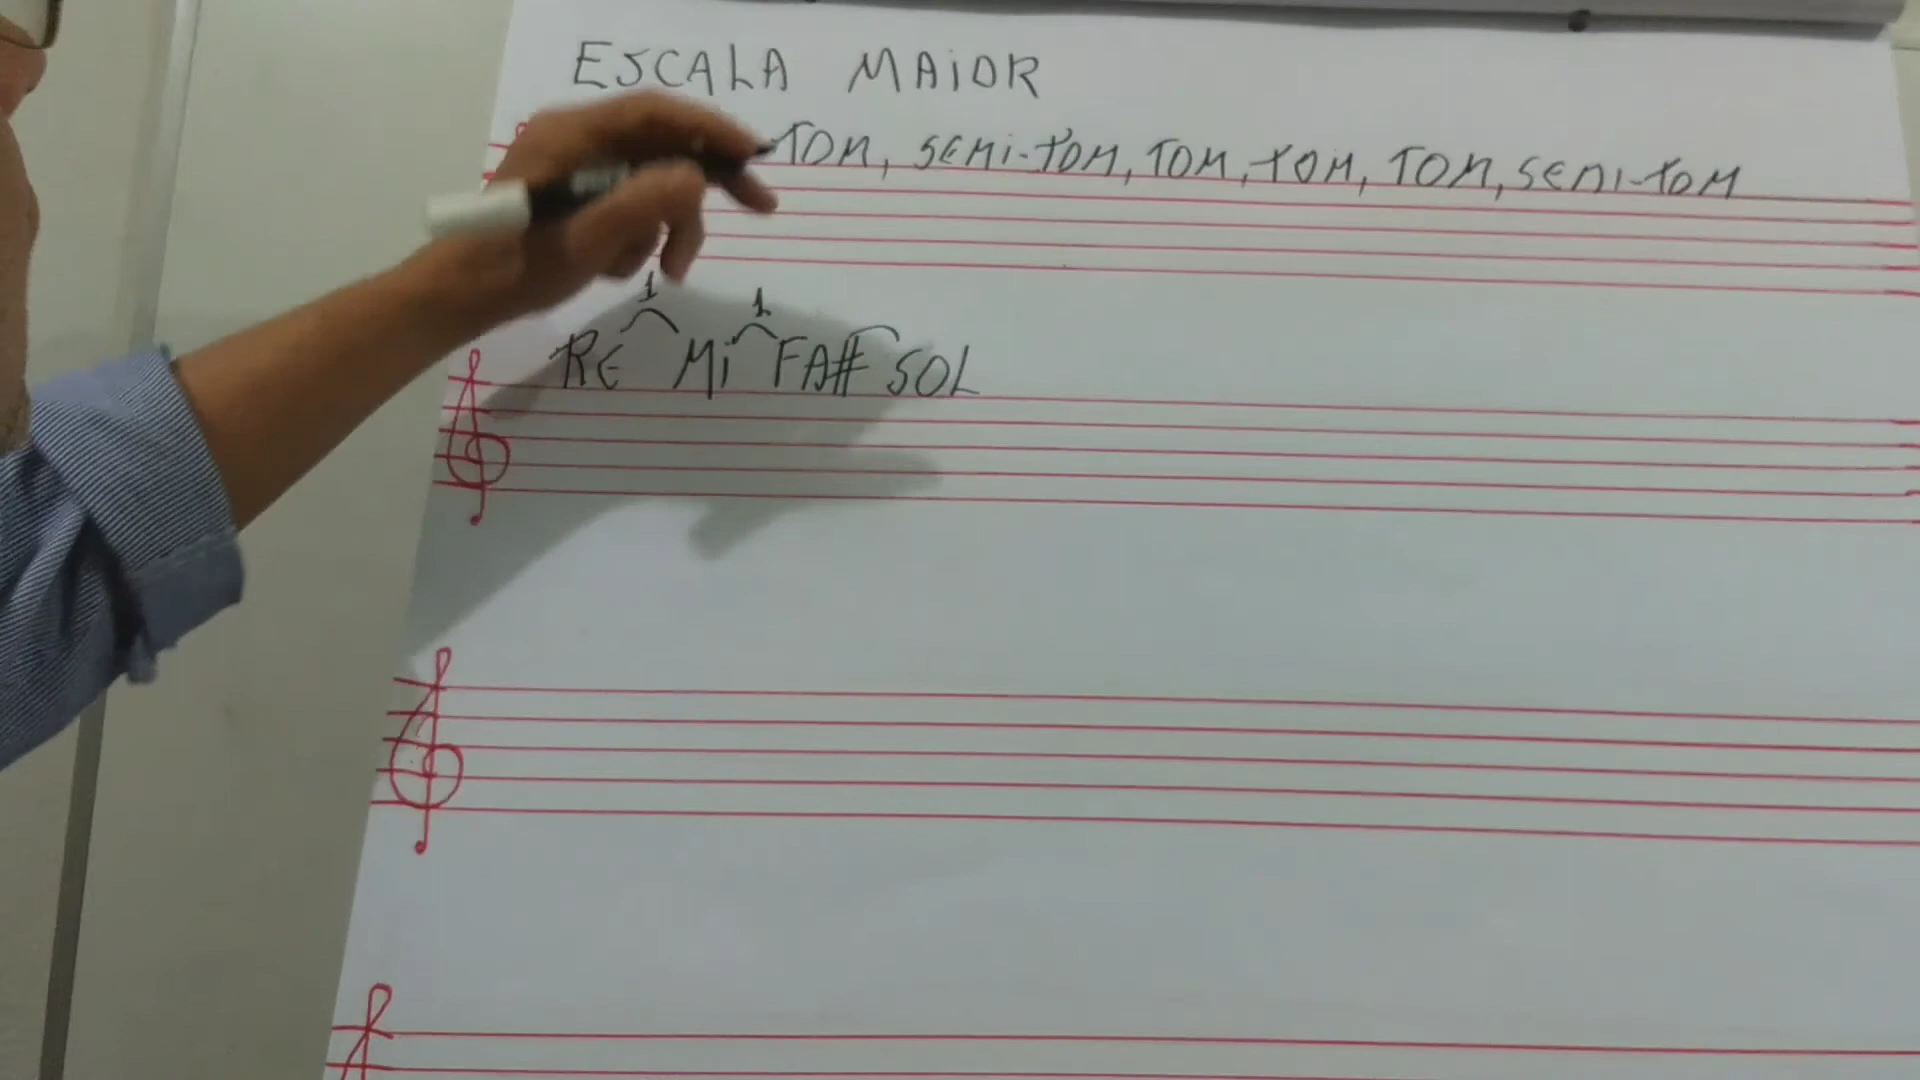 ESCALA MAiOR
TOM, SEMi-TOM, TOM, TOM, TOM, SEMI-TOM
1 1
RE Mi FA# SOL